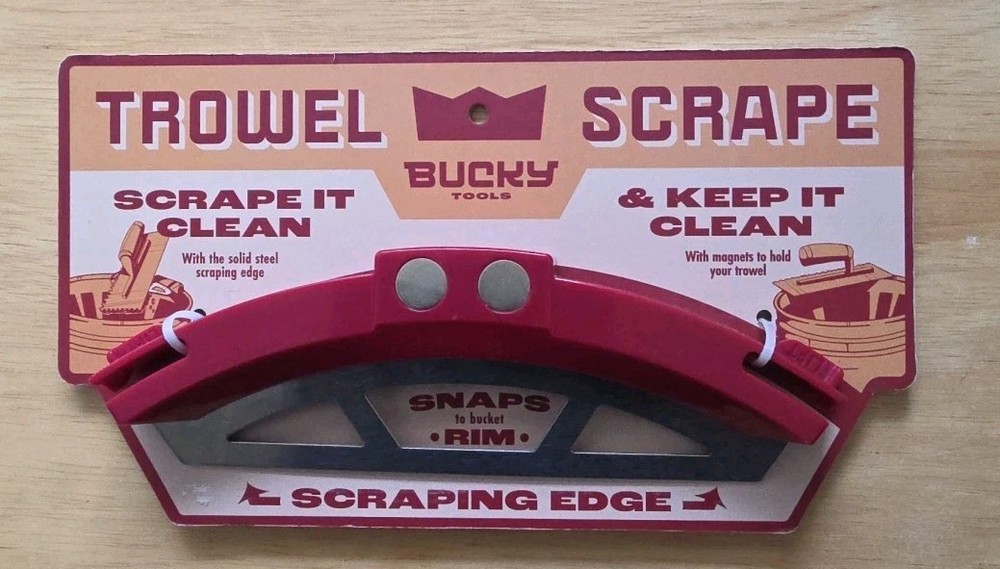 TROWEL
SCRAPE
BUCKY
TOOLS
SCRAPE IT
CLEAN
With the solid steel
scraping edge
& KEEP IT
CLEAN
With magnets to hold
your trowel
SNAPS
to bucket
•RIM•
SCRAPING EDGE